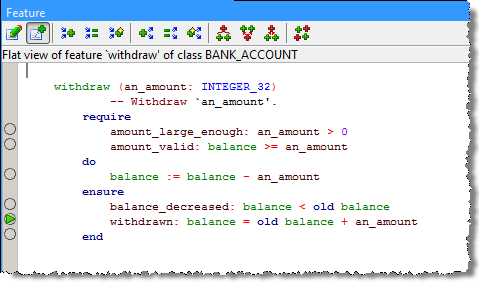 Feature
Flat view of feature `withdraw' of class BANK_ACCOUNT
withdraw (an_amount: INTEGER_32)
-- Withdraw `an_amount'.
require
amount_large_enough: an_amount > 0
amount_valid: balance >= an_amount
do
balance := balance - an_amount
ensure
balance_decreased: balance < old balance
withdrawn: balance = old balance + an_amount
end